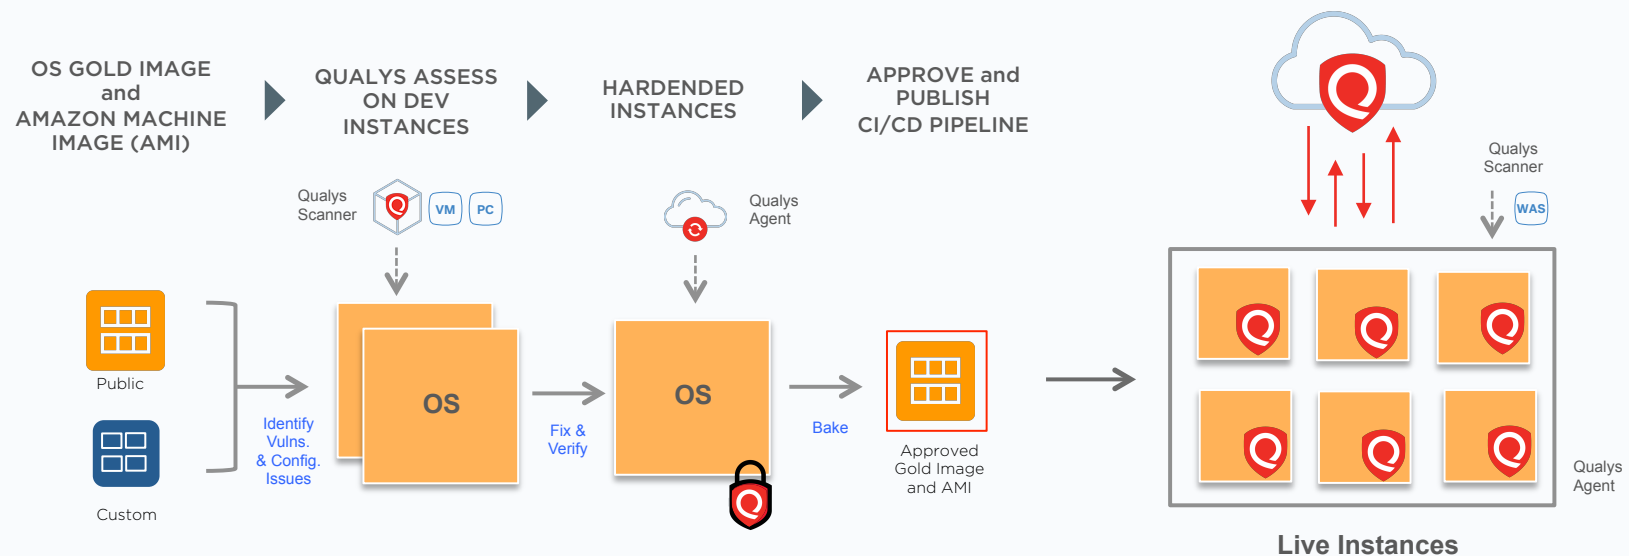 OS GOLD IMAGE
and
AMAZON MACHINE
IMAGE (AMI)
QUALYS ASSESS
ON DEV
INSTANCES
HARDENDED
INSTANCES
APPROVE and
PUBLISH
CI/CD PIPELINE
Qualys
Scanner
VM
PC
Qualys
Agent
Qualys
Scanner
WAS
Public
Custom
Identify
Vulns.
& Config.
Issues
OS
Fix &
Verify
OS
Bake
Approved
Gold Image
and AMI
Qualys
Agent
Live Instances